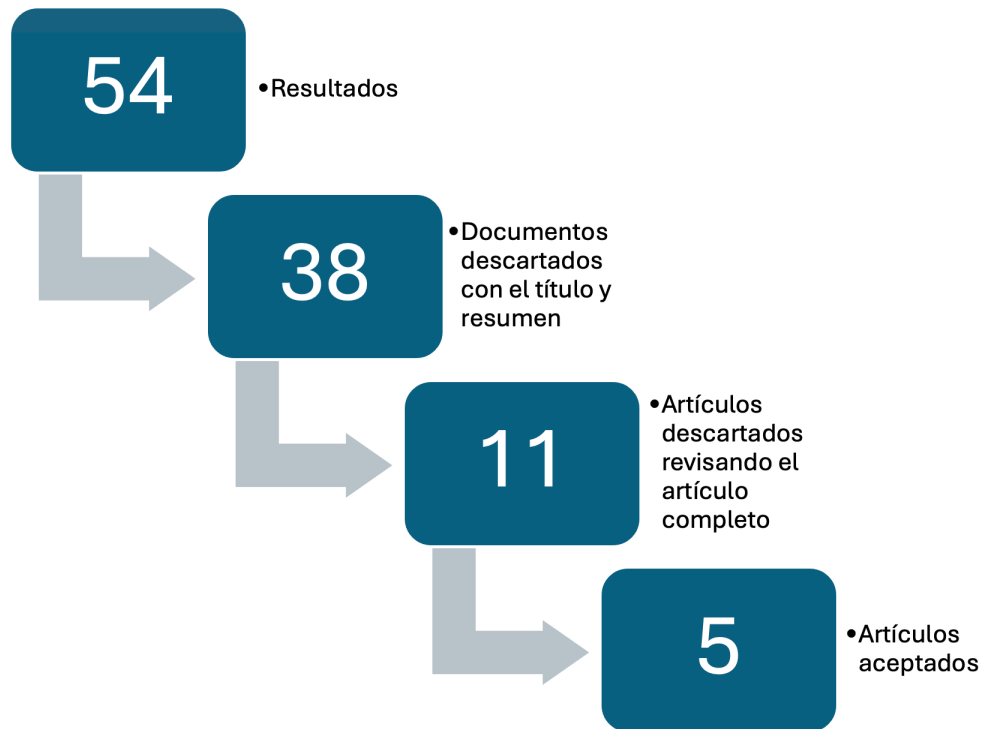 54
•Resultados
38
•Documentos
descartados
con el título y
resumen
11
•Artículos
descartados
revisando el
artículo
completo
5
•Artículos
aceptados